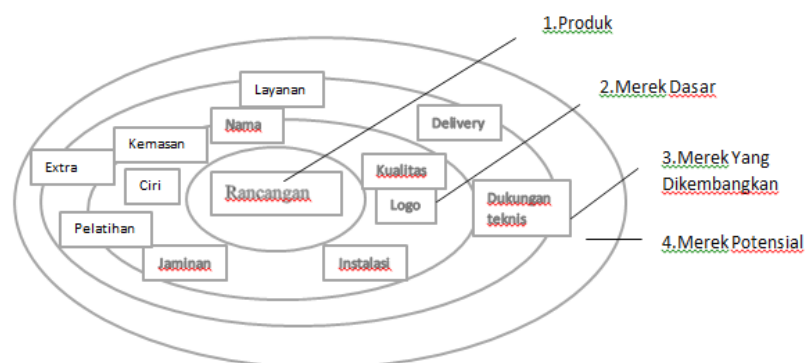 1.Produk
2.Merek Dasar
3.Merek Yang
Dikembangkan
4.Merek Potensial
Layanan
Nama
Delivery
Kemasan
Extra
Kualitas
Ciri
Rancangan
Logo
Dukungan
teknis
Pelatihan
Jaminan
Instalasi